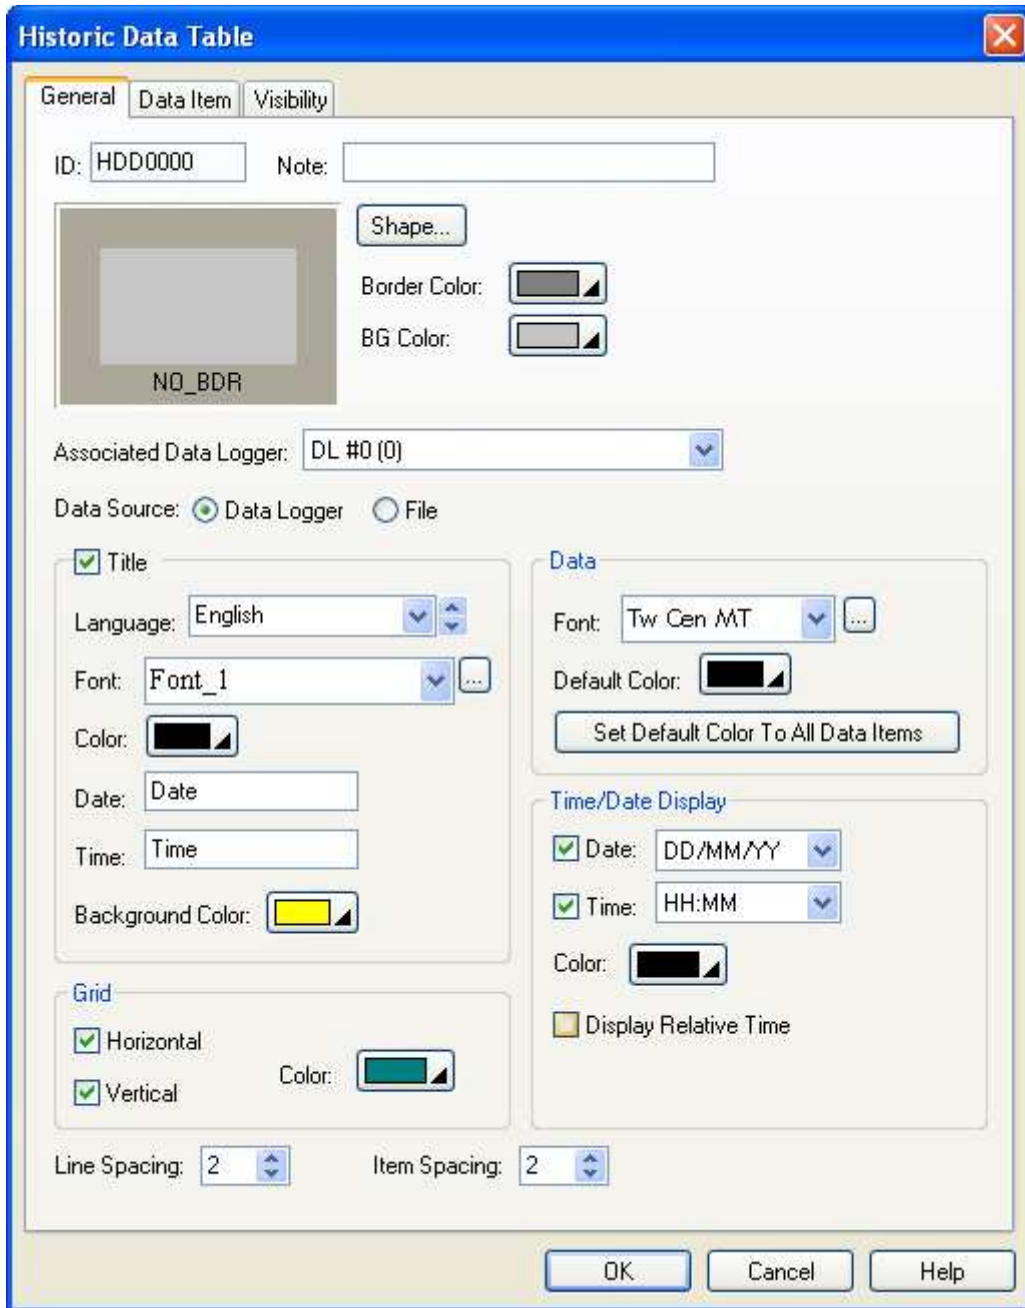 Historic Data Table
General Data Item Visibility
ID: HDD0000 Note:
NO_BDR
Shape...
Border Color:
BG Color:
Associated Data Logger: DL #0 (0)
Data Source: Data Logger File
Title
Language: English
Font: Font_1 ...
Color:
Date: Date
Time: Time
Background Color:
Data
Font: Tw Cen MT ...
Default Color:
Set Default Color To All Data Items
Time/Date Display
Date: DD/MM/YY
Time: HH:MM
Color:
Display Relative Time
Grid
Horizontal
Vertical
Color:
Line Spacing: 2 Item Spacing: 2
OK Cancel Help